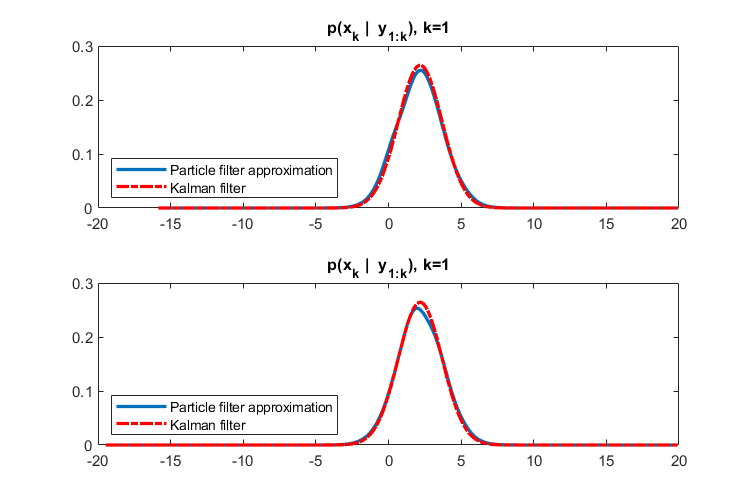 p(x_k | y_1:k), k=1
0.3
0.2
0.1
0
Particle filter approximation
Kalman filter
-20 -15 -10 -5 0 5 10 15 20
p(x_k | y_1:k), k=1
0.3
0.2
0.1
0
Particle filter approximation
Kalman filter
-20 -15 -10 -5 0 5 10 15 20